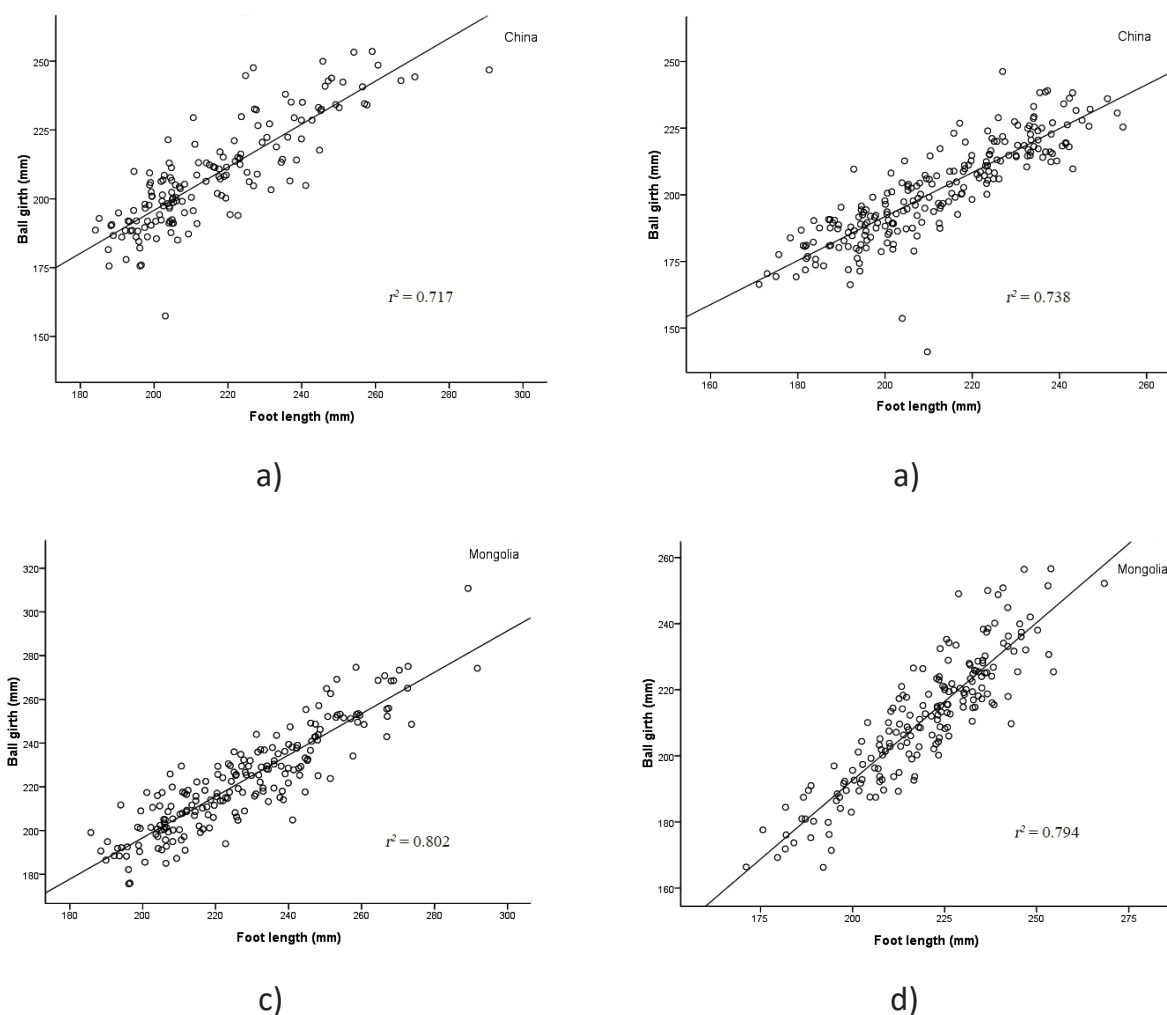 China
250
225
200
175
150
Ball girth (mm)
r² = 0.717
180 200 220 240 260 280 300
Foot length (mm)
a)
China
250
225
200
175
150
Ball girth (mm)
r² = 0.738
160 180 200 220 240 260
Foot length (mm)
a)
Mongolia
320
300
280
260
240
220
200
180
Ball girth (mm)
r² = 0.802
180 200 220 240 260 280 300
Foot length (mm)
c)
Mongolia
260
240
220
200
180
160
Ball girth (mm)
r² = 0.794
175 200 225 250 275
Foot length (mm)
d)